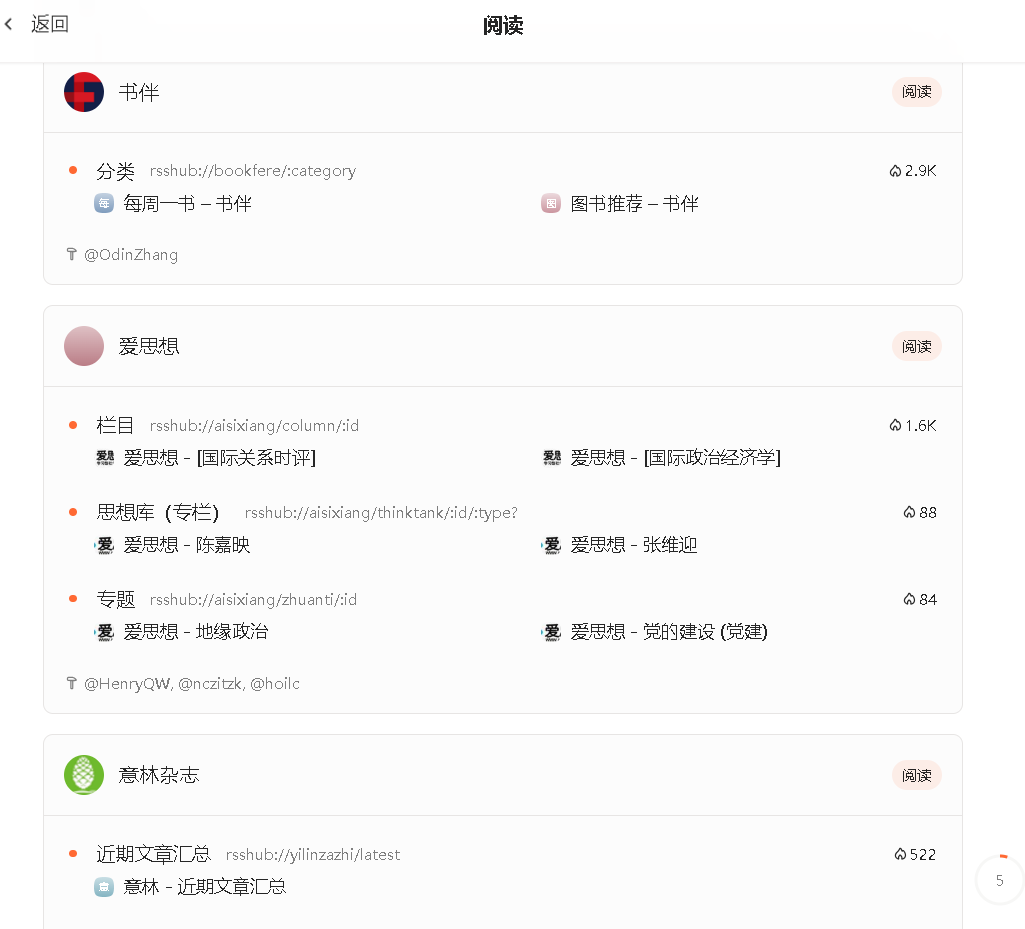 返回
阅读
书伴 阅读
分类 rsshub://bookfere/:category 2.9K
每 每周一书 – 书伴 图 图书推荐 – 书伴
@OdinZhang
爱思想 阅读
栏目 rsshub://aisixiang/column/:id 1.6K
爱思想 - [国际关系时评] 爱思想 - [国际政治经济学]
思想库（专栏） rsshub://aisixiang/thinktank/:id/:type? 88
爱 爱思想 - 陈嘉映 爱 爱思想 - 张维迎
专题 rsshub://aisixiang/zhuanti/:id 84
爱 爱思想 - 地缘政治 爱 爱思想 - 党的建设 (党建)
@HenryQW, @nczitzk, @hoilc
意林杂志 阅读
近期文章汇总 rsshub://yilinzazhi/latest 522
意 意林 - 近期文章汇总
5